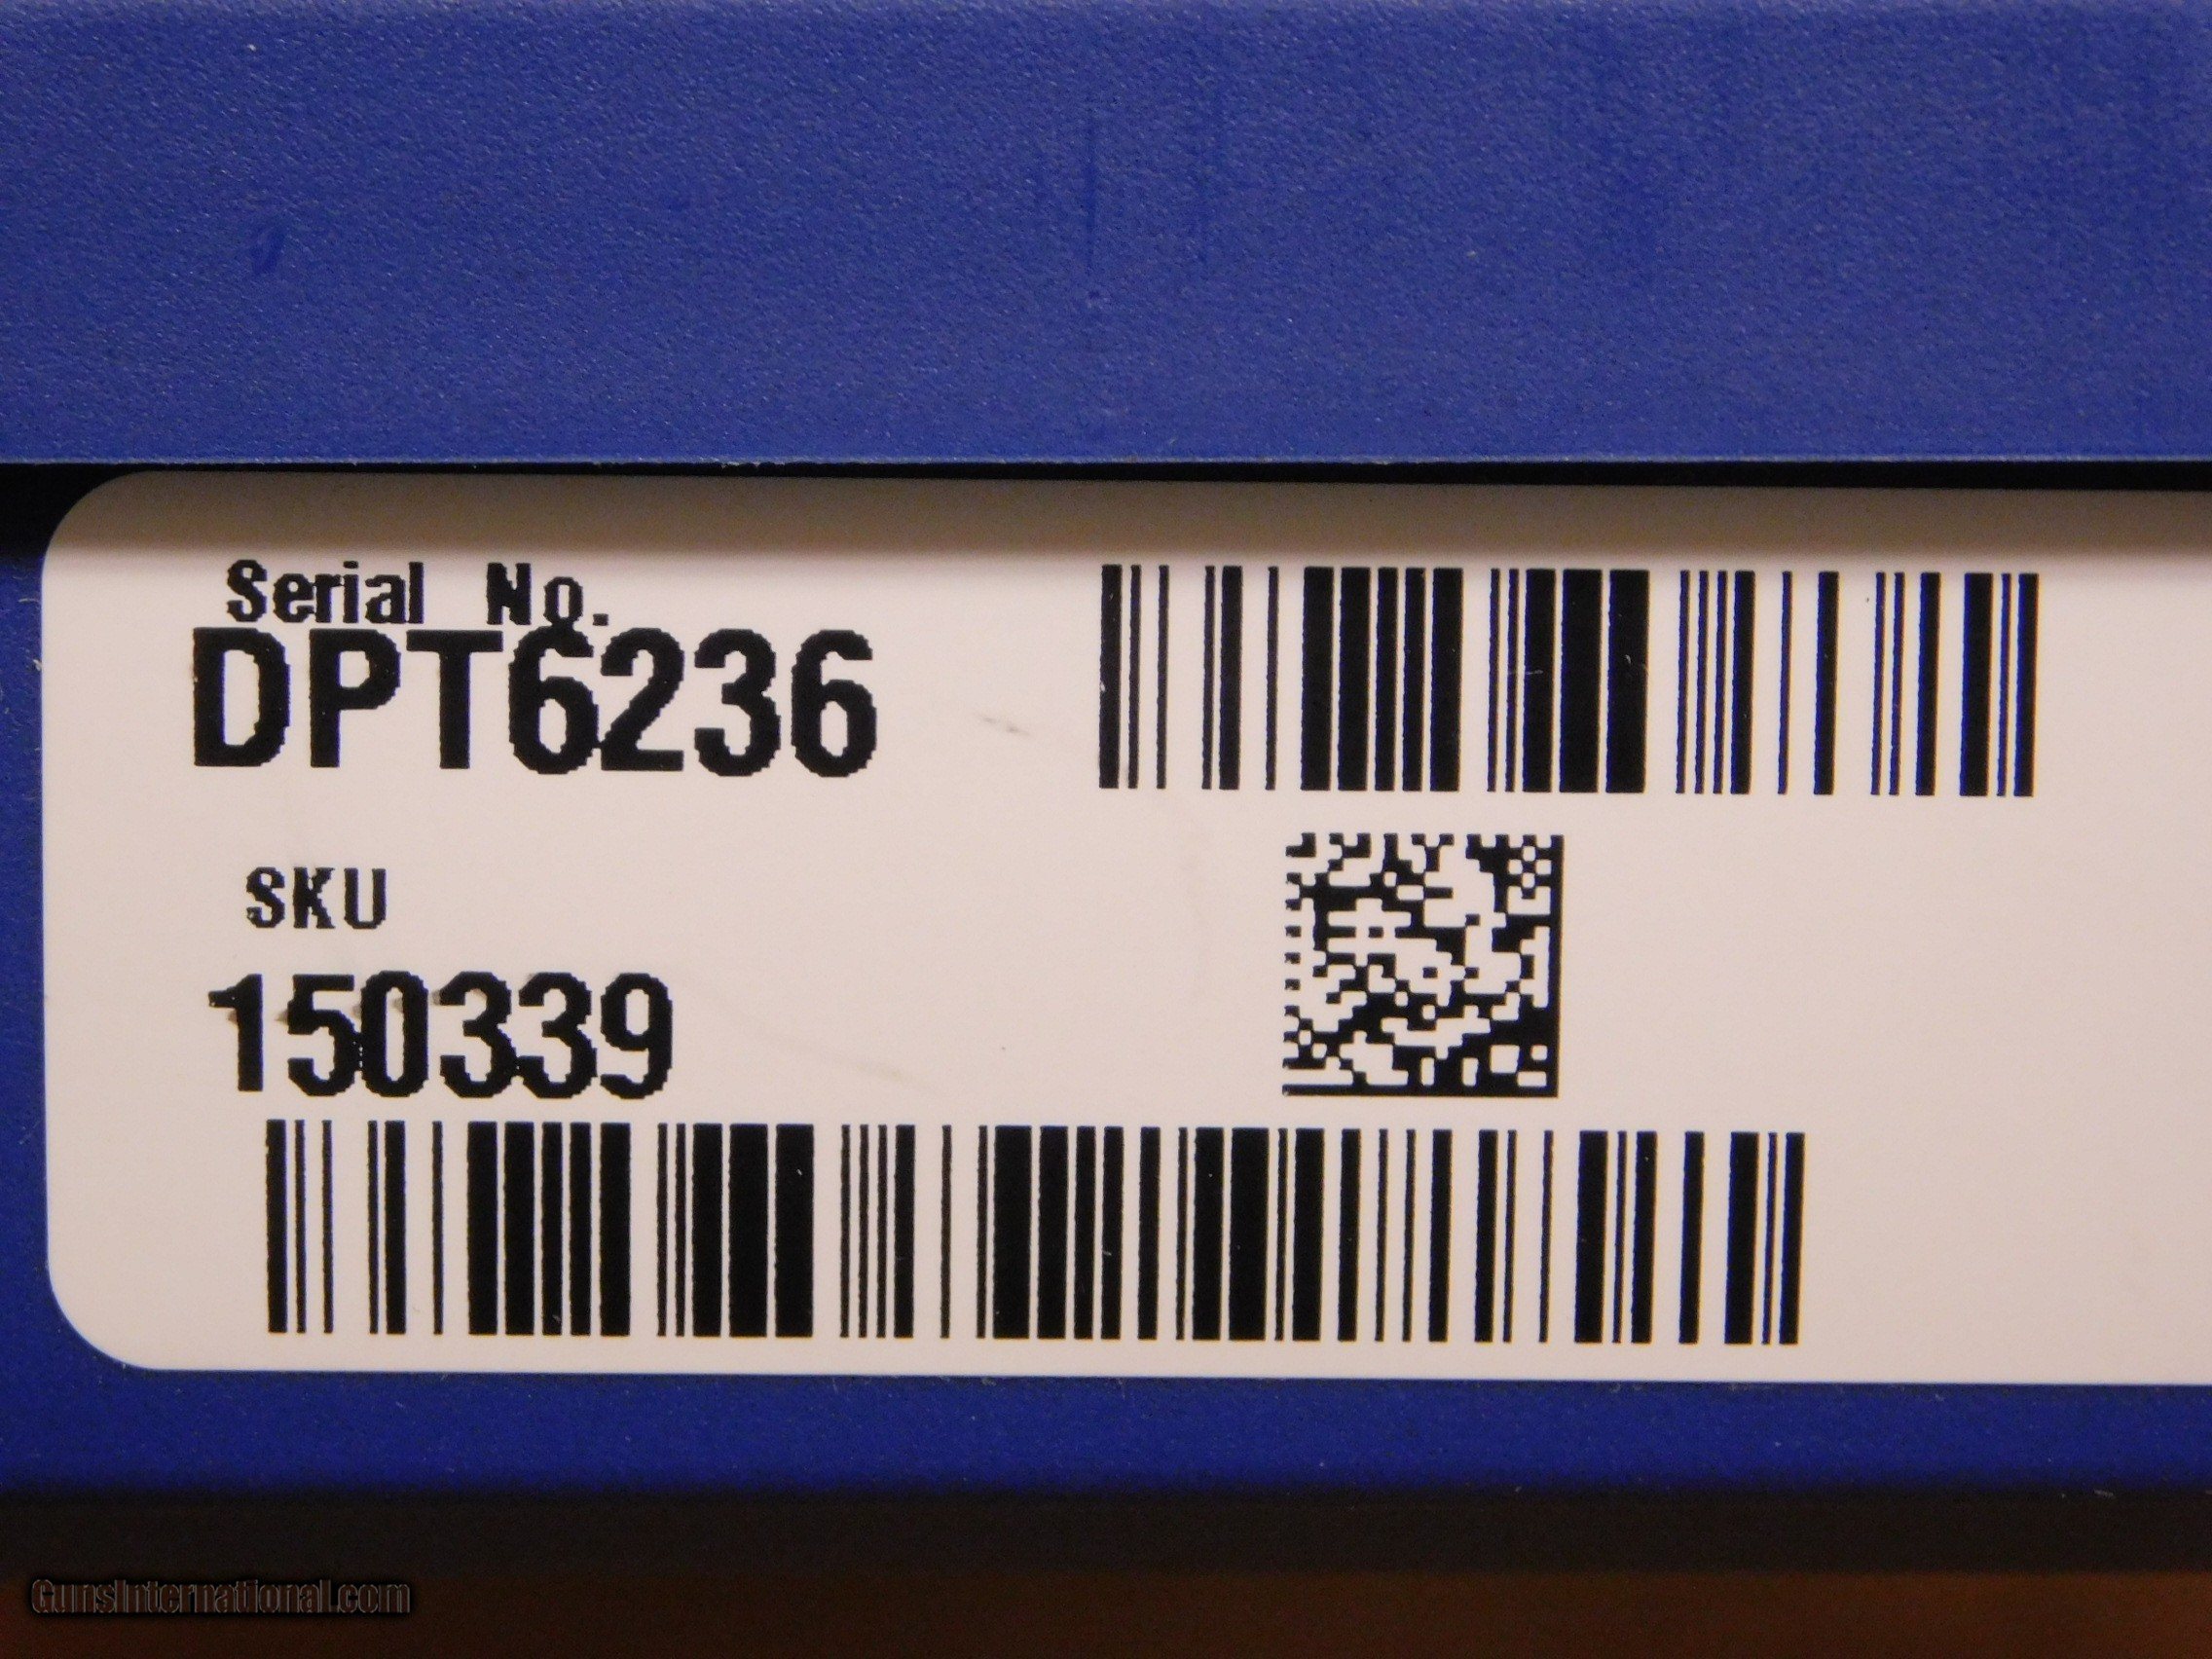 Serial No.
DPT6236
SKU
150339
GunsInternational.com